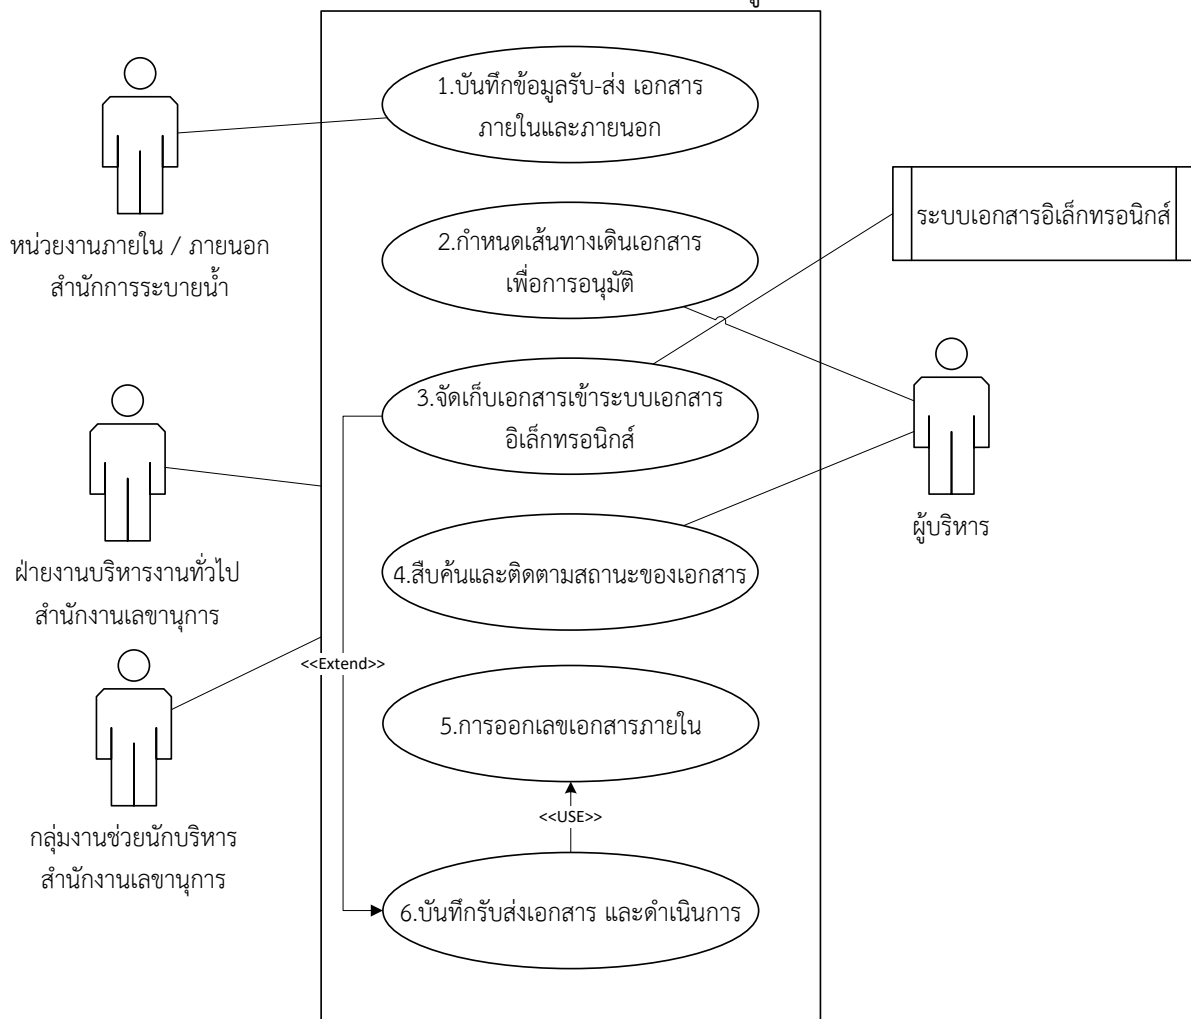 1.บันทึกข้อมูลรับ-ส่ง เอกสาร
ภายในและภายนอก
ระบบเอกสารอิเล็กทรอนิกส์
หน่วยงานภายใน / ภายนอก
สำนักการระบายน้ำ
2.กำหนดเส้นทางเดินเอกสาร
เพื่อการอนุมัติ
3.จัดเก็บเอกสารเข้าระบบเอกสาร
อิเล็กทรอนิกส์
ผู้บริหาร
ฝ่ายงานบริหารงานทั่วไป
สำนักงานเลขานุการ
4.สืบค้นและติดตามสถานะของเอกสาร
<<Extend>>
5.การออกเลขเอกสารภายใน
<<USE>>
กลุ่มงานช่วยนักบริหาร
สำนักงานเลขานุการ
6.บันทึกรับส่งเอกสาร และดำเนินการ